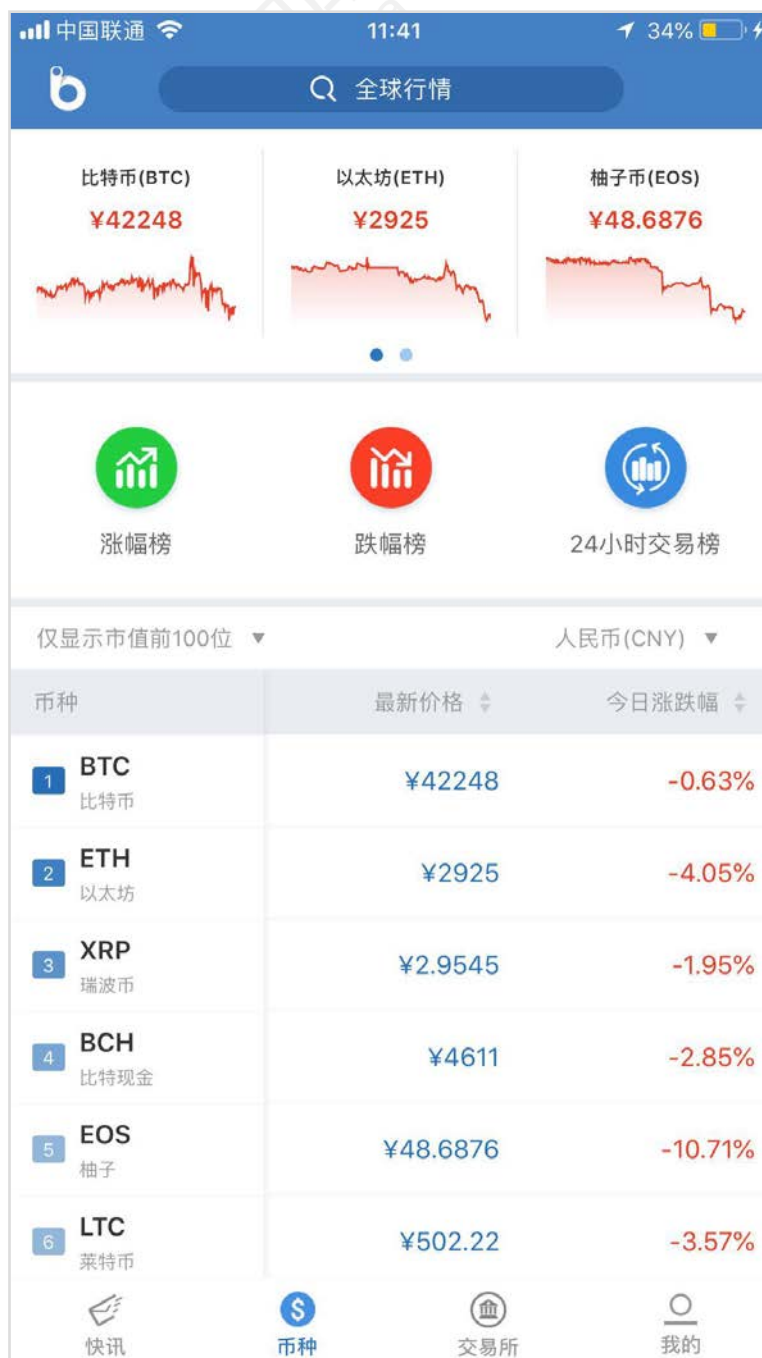 中国联通 11:41 34%
全球行情
比特币(BTC) 以太坊(ETH) 柚子币(EOS)
¥42248 ¥2925 ¥48.6876
涨幅榜 跌幅榜 24小时交易榜
仅显示市值前100位 ▼ 人民币(CNY) ▼
币种 最新价格 今日涨跌幅
1 BTC ¥42248 -0.63%
比特币
2 ETH ¥2925 -4.05%
以太坊
3 XRP ¥2.9545 -1.95%
瑞波币
4 BCH ¥4611 -2.85%
比特现金
5 EOS ¥48.6876 -10.71%
柚子
6 LTC ¥502.22 -3.57%
莱特币
快讯 币种 交易所 我的